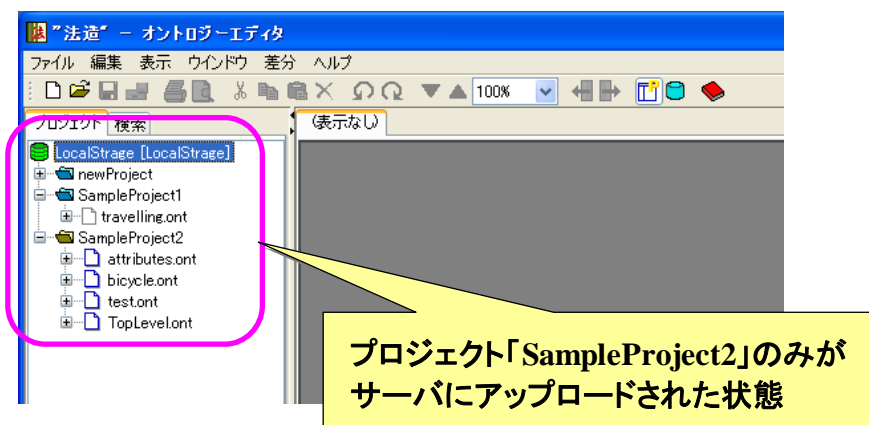 "法造" － オントロジーエディタ
ファイル 編集 表示 ウインドウ 差分 ヘルプ
100%
プロジェクト 検索
(表示なし)
LocalStrage [LocalStrage]
newProject
SampleProject1
travelling.ont
SampleProject2
attributes.ont
bicycle.ont
test.ont
TopLevel.ont
プロジェクト「SampleProject2」のみが
サーバにアップロードされた状態